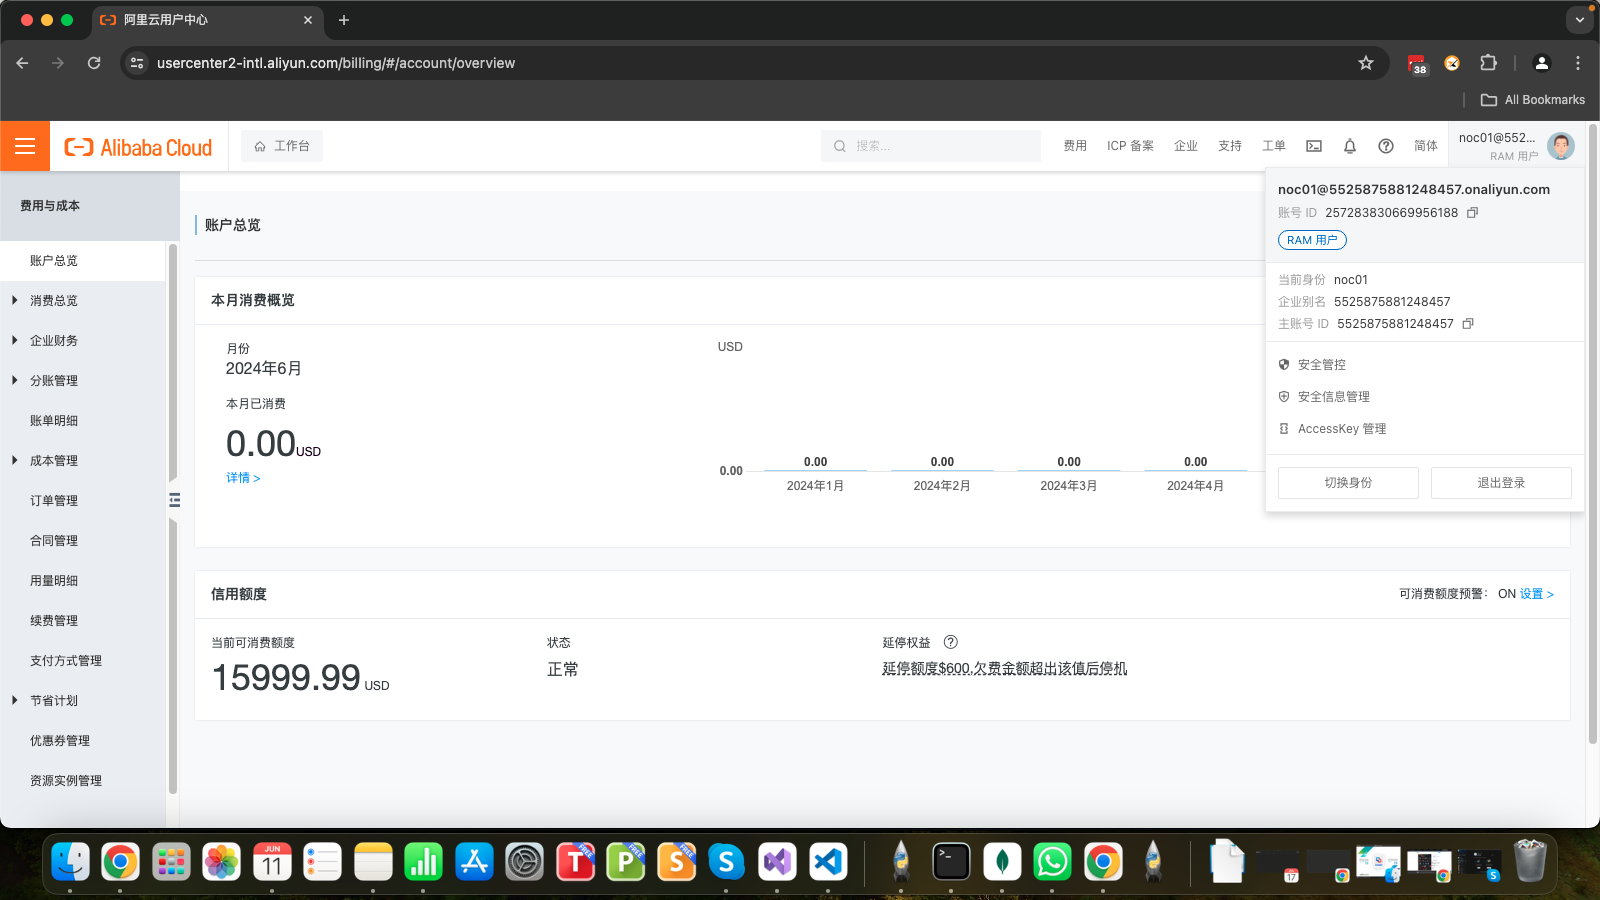 阿里云用户中心
usercenter2-intl.aliyun.com/billing/#/account/overview
38
All Bookmarks
Alibaba Cloud
工作台
搜索...
费用
ICP 备案
企业
支持
工单
简体
noc01@552...
RAM 用户
费用与成本
账户总览
消费总览
企业财务
分账管理
账单明细
成本管理
订单管理
合同管理
用量明细
续费管理
支付方式管理
节省计划
优惠券管理
资源实例管理
账户总览
本月消费概览
月份
2024年6月
本月已消费
0.00USD
详情 >
USD
0.00
0.00
0.00
0.00
0.00
2024年1月
2024年2月
2024年3月
2024年4月
noc01@5525875881248457.onaliyun.com
账号 ID 257283830669956188
RAM 用户
当前身份 noc01
企业别名 5525875881248457
主账号 ID 5525875881248457
安全管控
安全信息管理
AccessKey 管理
切换身份
退出登录
信用额度
可消费额度预警： ON 设置 >
当前可消费额度
15999.99 USD
状态
正常
延停权益
延停额度$600,欠费金额超出该值后停机
JUN
11
T FREE
P FREE
S FREE
17